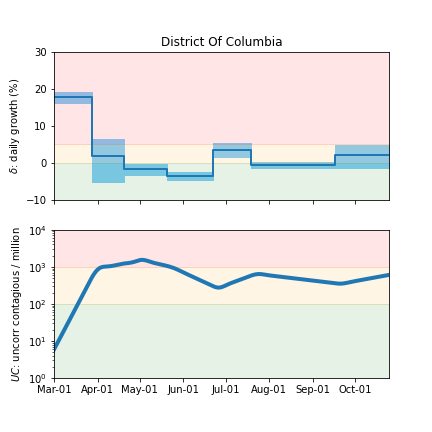 District Of Columbia
δ: daily growth (%)
30
20
10
0
−10
UC: uncorr contagious / million
10⁴
10³
10²
10¹
10⁰
Mar-01 Apr-01 May-01 Jun-01 Jul-01 Aug-01 Sep-01 Oct-01